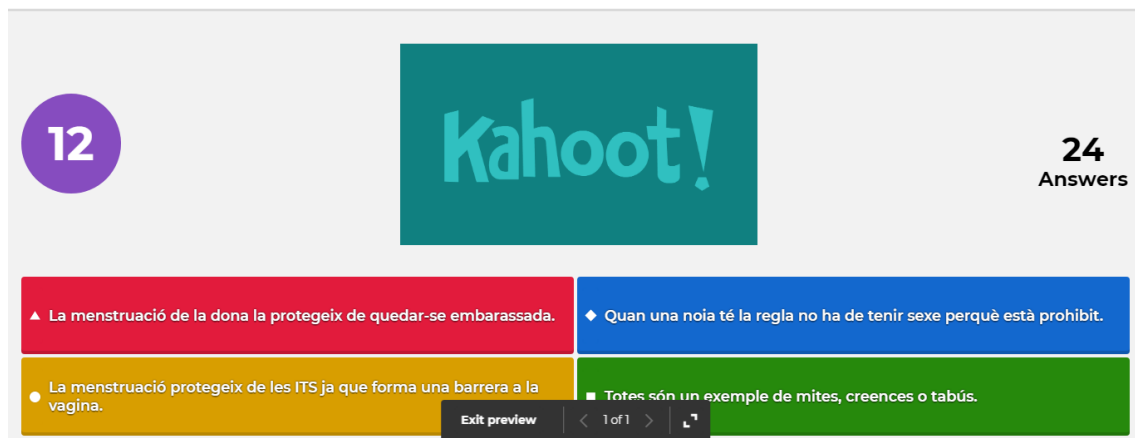 Kahoot!
12
24
Answers
La menstruació de la dona la protegeix de quedar-se embarassada.
Quan una noia té la regla no ha de tenir sexe perquè està prohibit.
La menstruació protegeix de les ITS ja que forma una barrera a la
vagina.
Totes són un exemple de mites, creences o tabús.
Exit preview
1 of 1